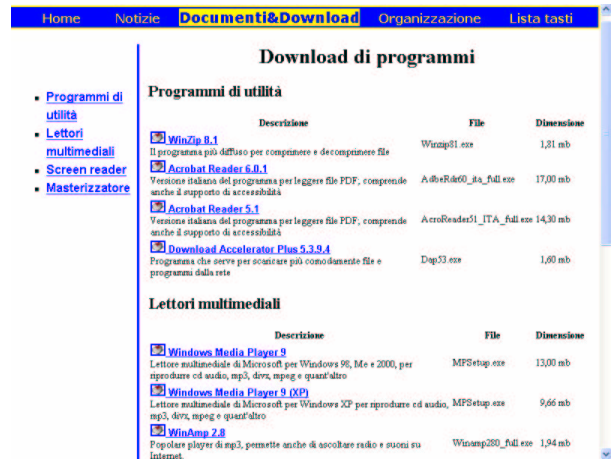 Home Notizie Documenti&Download Organizzazione Lista tasti
Download di programmi
Programmi di
utilità
Lettori
multimediali
Screen reader
Masterizzatore
Programmi di utilità
Descrizione File Dimensione
WinZip 8.1
Il programma più diffuso per comprimere e decomprimere file Winzip81.exe 1,81 mb
Acrobat Reader 6.0.1
Versione italiana del programma per leggere file PDF, comprende AdbeRdr60_ita_full.exe 17,00 mb
anche il supporto di accessibilità
Acrobat Reader 5.1
Versione italiana del programma per leggere file PDF, comprende AcroReader51_ITA_full.exe 14,30 mb
anche il supporto di accessibilità
Download Accelerator Plus 5.3.9.4
Programma che serve per scaricare più comodamente file e Dap53.exe 1,60 mb
programmi dalla rete
Lettori multimediali
Descrizione File Dimensione
Windows Media Player 9
Lettore multimediale di Microsoft per Windows 98, Me e 2000, per MPSetup.exe 13,00 mb
riprodurre cd audio, mp3, divx, mpeg e quant'altro
Windows Media Player 9 (XP)
Lettore multimediale di Microsoft per Windows XP per riprodurre cd audio, MPSetup.exe 9,66 mb
mp3, divx, mpeg e quant'altro
WinAmp 2.8
Popolare player di mp3, permette anche di ascoltare radio e suoni su Winamp280_full.exe 1,94 mb
Internet.